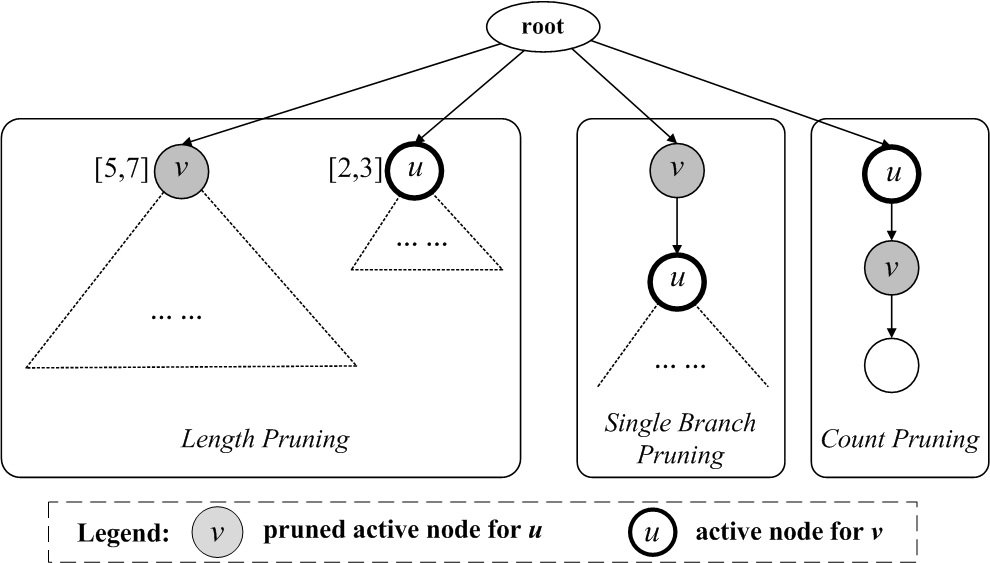 root
[5,7] v
[2,3] u
v
u
... ...
... ...
u
v
... ...
Length Pruning
Single Branch
Pruning
Count Pruning
Legend: v pruned active node for u u active node for v